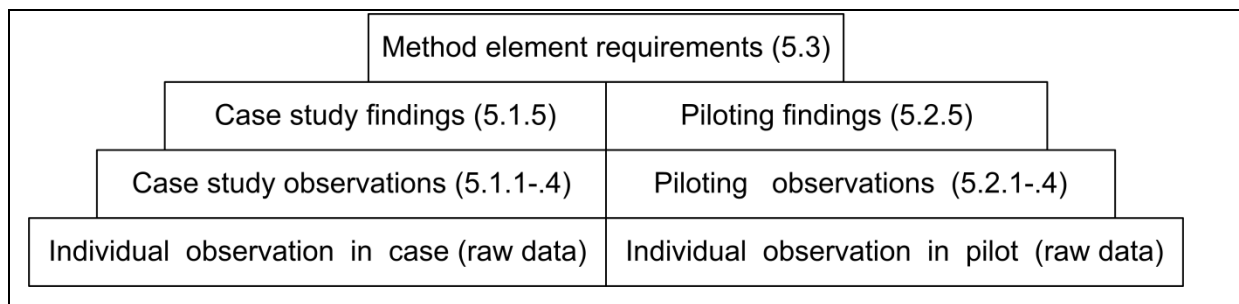 Method element requirements (5.3)
Case study findings (5.1.5) Piloting findings (5.2.5)
Case study observations (5.1.1-.4) Piloting observations (5.2.1-.4)
Individual observation in case (raw data) Individual observation in pilot (raw data)